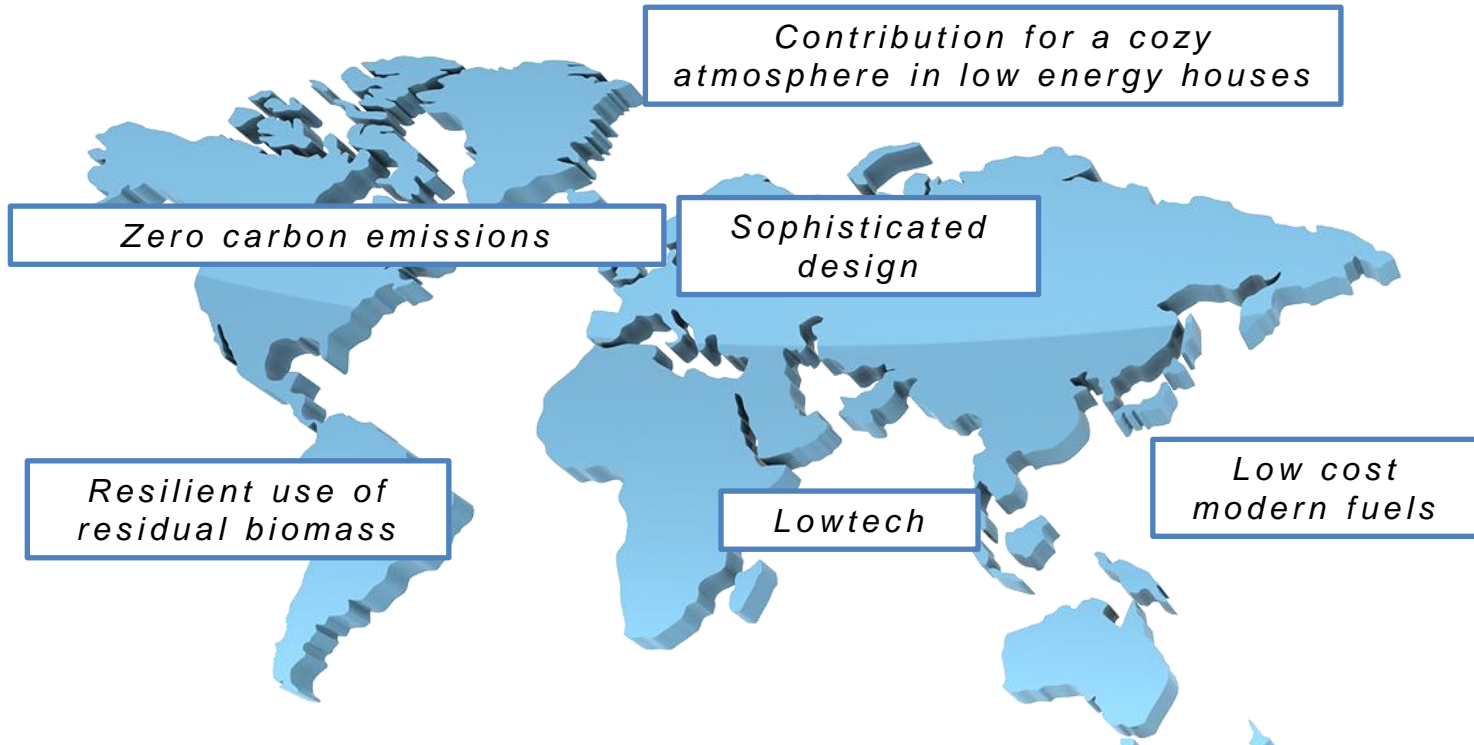 Contribution for a cozy
atmosphere in low energy houses
Zero carbon emissions
Sophisticated
design
Resilient use of
residual biomass
Lowtech
Low cost
modern fuels